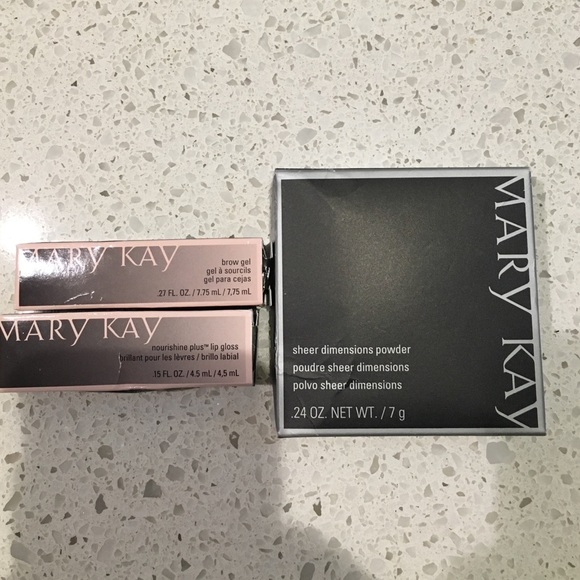 MARY KAY
brow gel
gel à sourcils
gel para cejas
.27 FL. OZ. / 7.75 mL / 7,75 mL
MARY KAY
nourishine plus™ lip gloss
brillant pour les lèvres / brillo labial
.15 FL. OZ. / 4.5 mL / 4,5 mL
MARY KAY
sheer dimensions powder
poudre sheer dimensions
polvo sheer dimensions
.24 OZ. NET WT. / 7 g